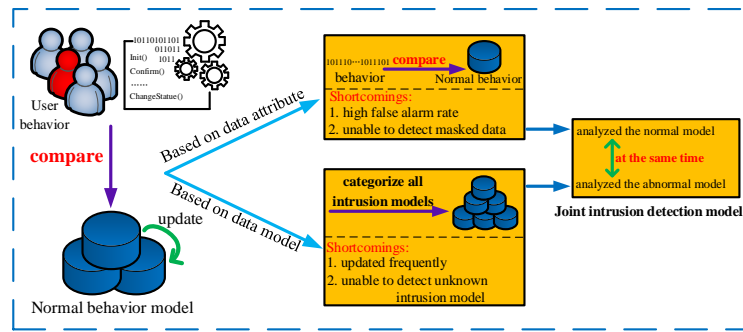 10110101101
011011
1011
Init()
Confirm()
......
ChangeStatue()
User
behavior
compare
update
Normal behavior model
Based on data attribute
Based on data model
101110···1011101
compare
behavior
Normal behavior
Shortcomings:
1. high false alarm rate
2. unable to detect masked data
categorize all
intrusion models
Shortcomings:
1. updated frequently
2. unable to detect unknown
intrusion model
analyzed the normal model
at the same time
analyzed the abnormal model
Joint intrusion detection model